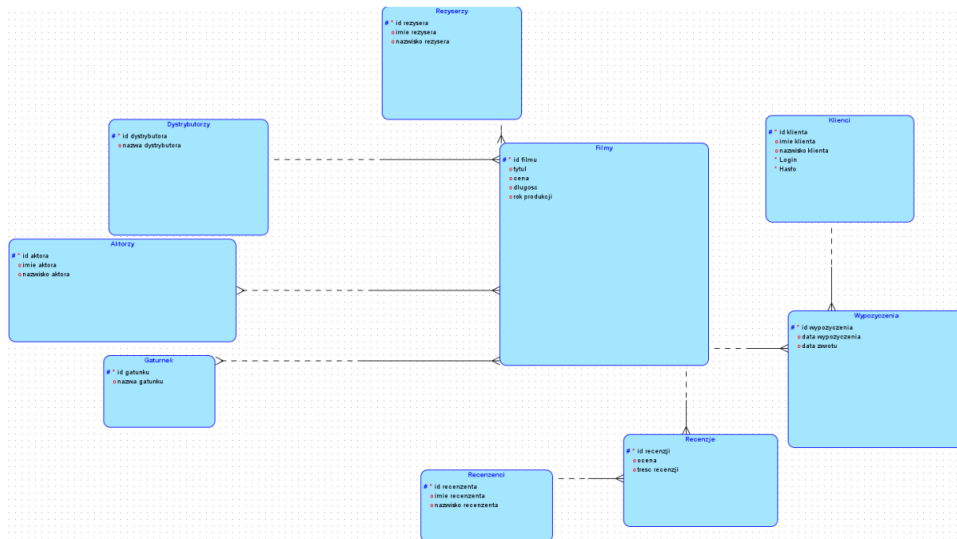 Rezyserzy
# * id rezysera
o imie rezysera
o nazwisko rezysera
Dystrybutorzy
# * id dystrybutora
o nazwa dystrybutora
Klienci
# * id klienta
o imie klienta
o nazwisko klienta
* Login
* Hasło
Filmy
# * id filmu
o tytul
o cena
o dlugosc
o rok produkcji
Aktorzy
# * id aktora
o imie aktora
o nazwisko aktora
Wypozyczenia
# * id wypozyczenia
o data wypozyczenia
o data zwrotu
Gaturnek
# * id gatunku
o nazwa gatunku
Recenzje
# * id recenzji
o ocena
o tresc recenzji
Recenzenci
# * id recenzenta
o imie recenzenta
o nazwisko recenzenta